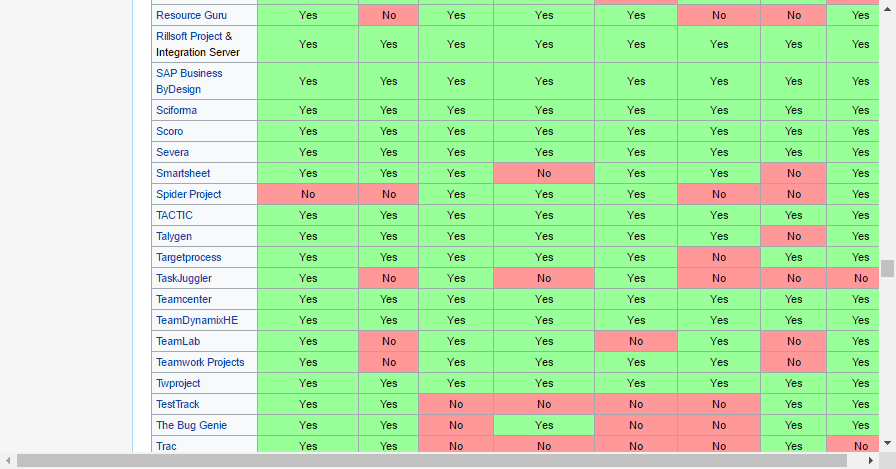 Resource Guru Yes No Yes Yes Yes No No Yes
Rillsoft Project &
Integration Server Yes Yes Yes Yes Yes Yes Yes Yes
SAP Business
ByDesign Yes Yes Yes Yes Yes Yes Yes Yes
Sciforma Yes Yes Yes Yes Yes Yes Yes Yes
Scoro Yes Yes Yes Yes Yes Yes Yes Yes
Severa Yes Yes Yes Yes Yes Yes Yes Yes
Smartsheet Yes Yes Yes No Yes Yes No Yes
Spider Project No No Yes Yes Yes No No Yes
TACTIC Yes Yes Yes Yes Yes Yes Yes Yes
Talygen Yes Yes Yes Yes Yes Yes No Yes
Targetprocess Yes Yes Yes Yes Yes No Yes Yes
TaskJuggler Yes No Yes No Yes No No No
Teamcenter Yes Yes Yes Yes Yes Yes Yes Yes
TeamDynamixHE Yes Yes Yes Yes Yes Yes Yes Yes
TeamLab Yes No Yes Yes No Yes No Yes
Teamwork Projects Yes No Yes Yes Yes Yes No Yes
Twproject Yes Yes Yes Yes Yes Yes Yes Yes
TestTrack Yes Yes No No No No Yes Yes
The Bug Genie Yes Yes No Yes No No Yes Yes
Trac Yes Yes No No No No Yes No